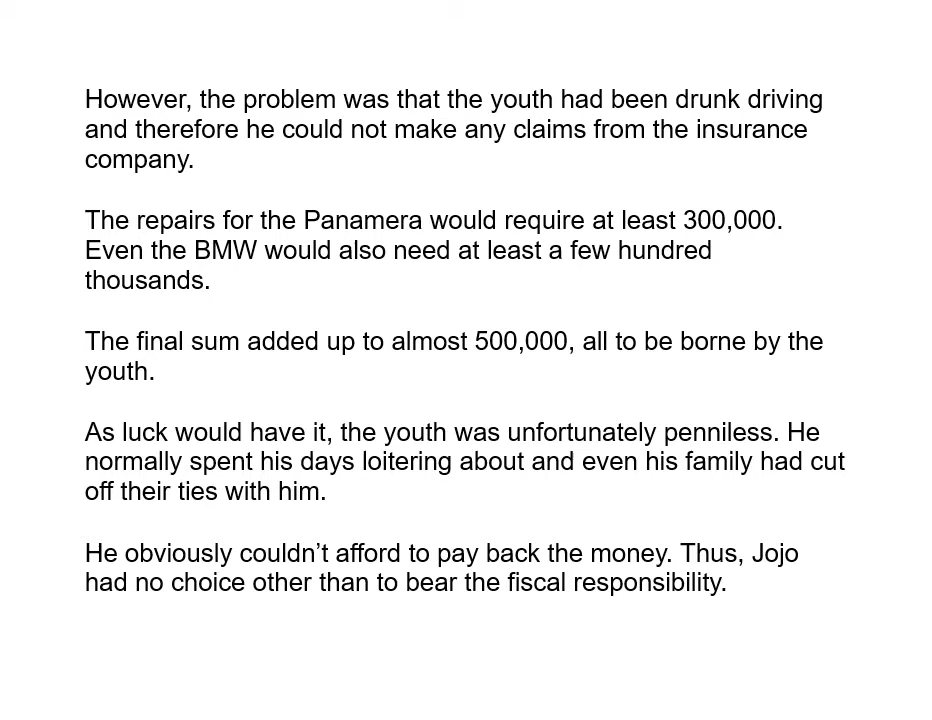 However, the problem was that the youth had been drunk driving
and therefore he could not make any claims from the insurance
company.
The repairs for the Panamera would require at least 300,000.
Even the BMW would also need at least a few hundred
thousands.
The final sum added up to almost 500,000, all to be borne by the
youth.
As luck would have it, the youth was unfortunately penniless. He
normally spent his days loitering about and even his family had cut
off their ties with him.
He obviously couldn’t afford to pay back the money. Thus, Jojo
had no choice other than to bear the fiscal responsibility.